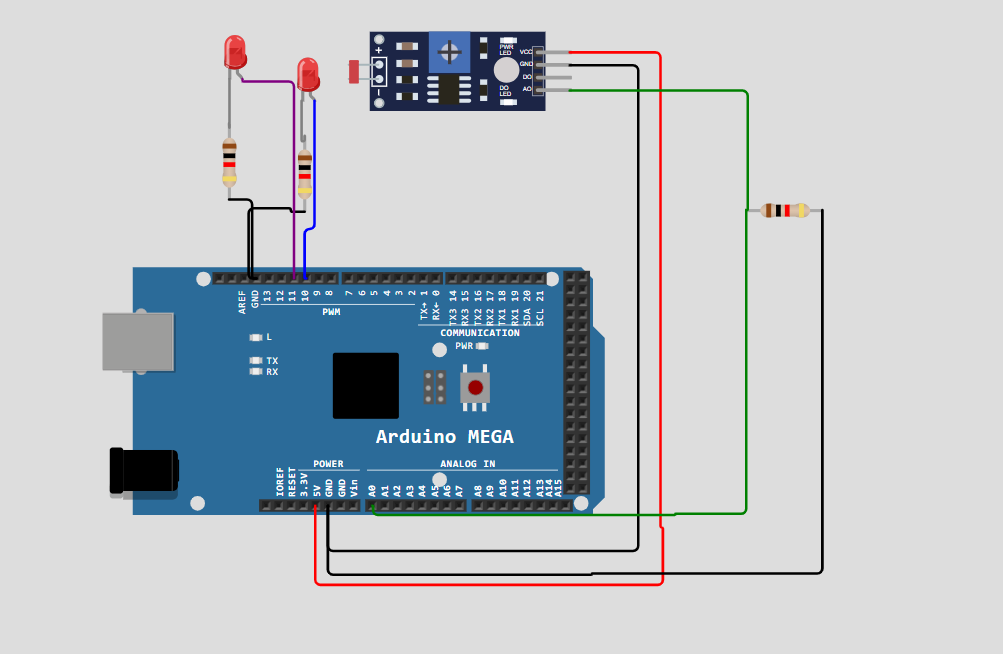 +
PWR
LED
VCC
GND
DO
AO
DO
LED
−
AREF
GND
13
12
11
10
9
8
7
6
5
4
3
2
TX→ 1
RX← 0
TX3 14
RX3 15
TX2 16
RX2 17
TX1 18
RX1 19
SDA 20
SCL 21
PWM
COMMUNICATION
L
PWR
TX
RX
Arduino MEGA
POWER
ANALOG IN
IOREF
RESET
3.3V
5V
GND
GND
Vin
A0
A1
A2
A3
A4
A5
A6
A7
A8
A9
A10
A11
A12
A13
A14
A15